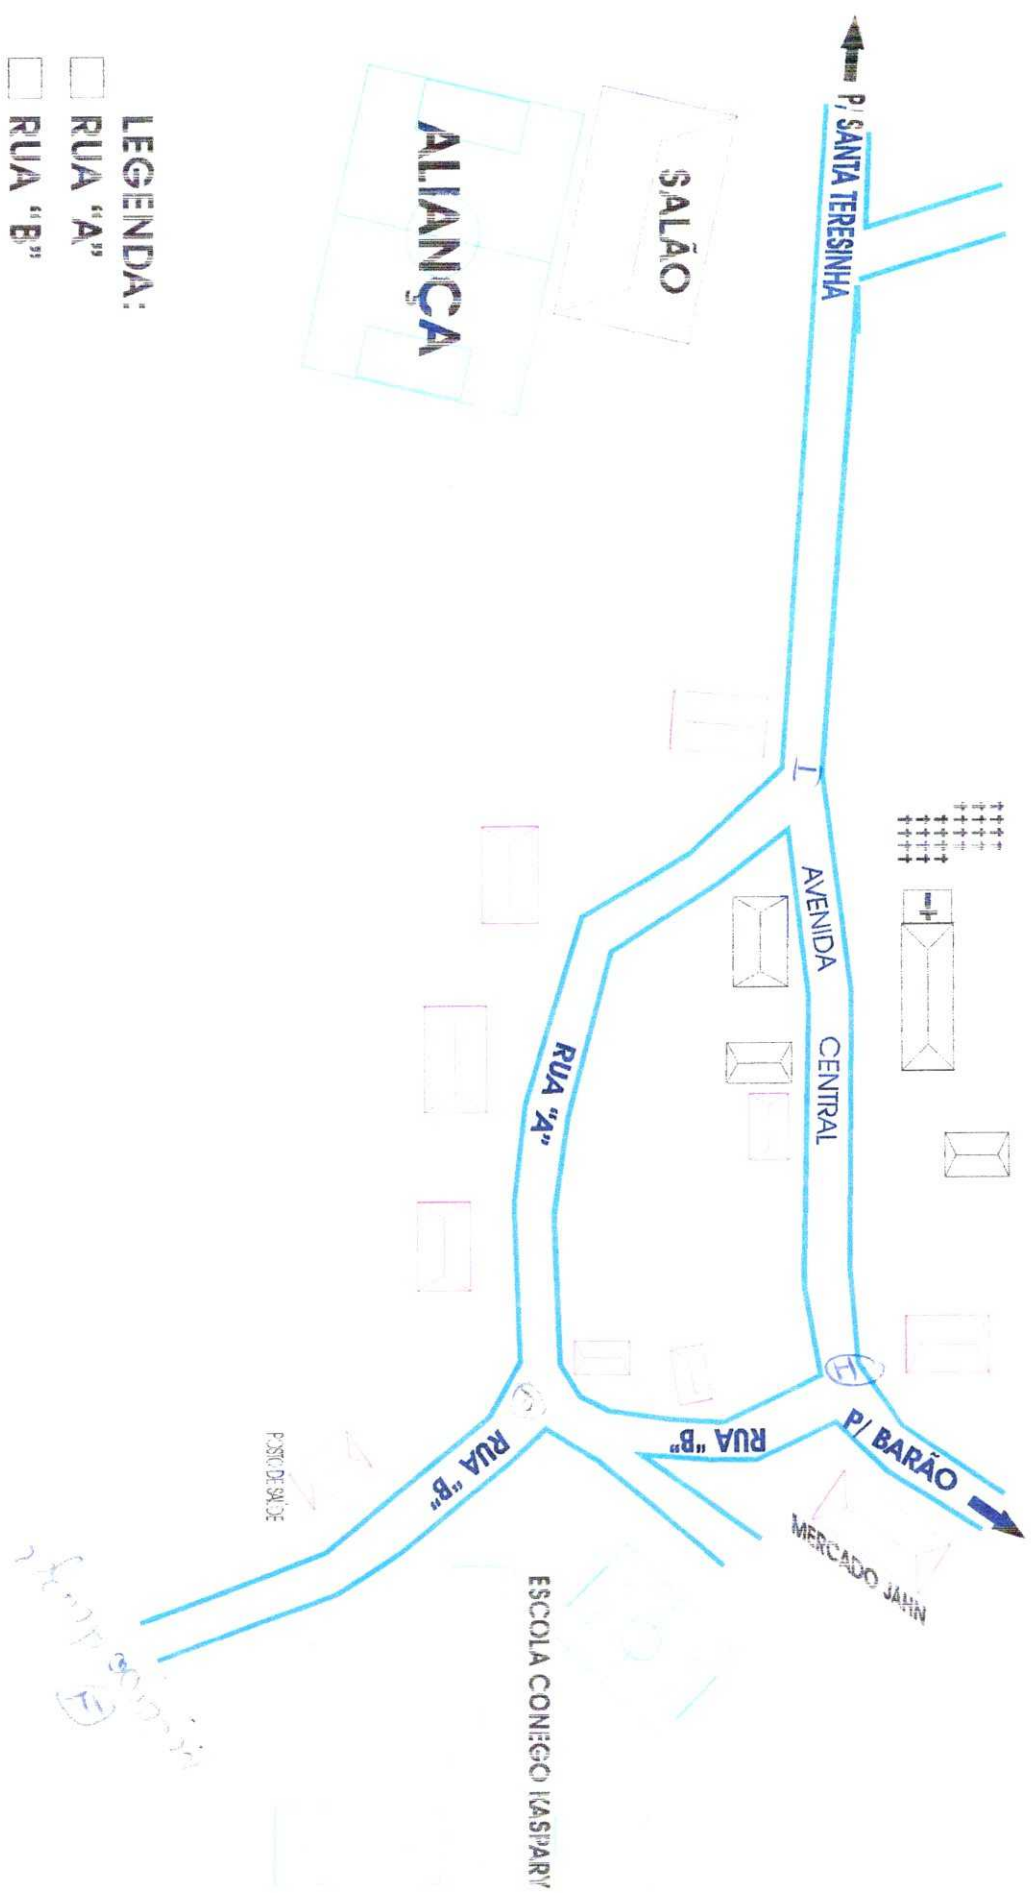 P/ SANTA TERESINHA
SALÃO
ALIANÇA
AVENIDA CENTRAL
I
RUA "A"
RUA "B"
I
P/ BARÃO
MERCADO JAHN
RUA "B"
POSTO DE SAÚDE
ESCOLA CONEGO KASPARY
LEGENDA:
RUA "A"
RUA "B"